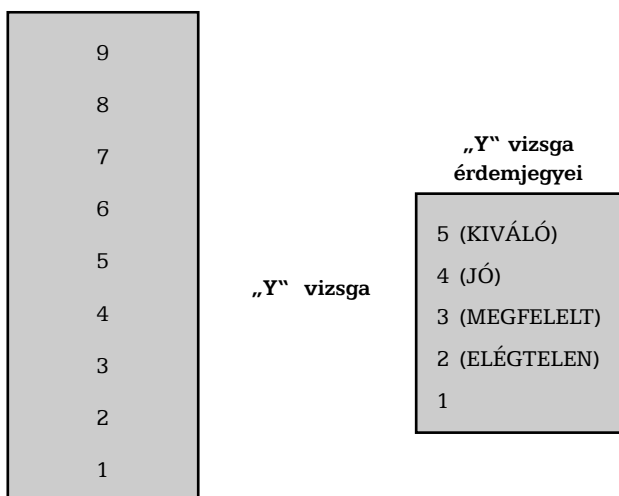 9
8
7
6
5
4
3
2
1
„Y“ vizsga
„Y“ vizsga
érdemjegyei
5 (KIVÁLÓ)
4 (JÓ)
3 (MEGFELELT)
2 (ELÉGTELEN)
1